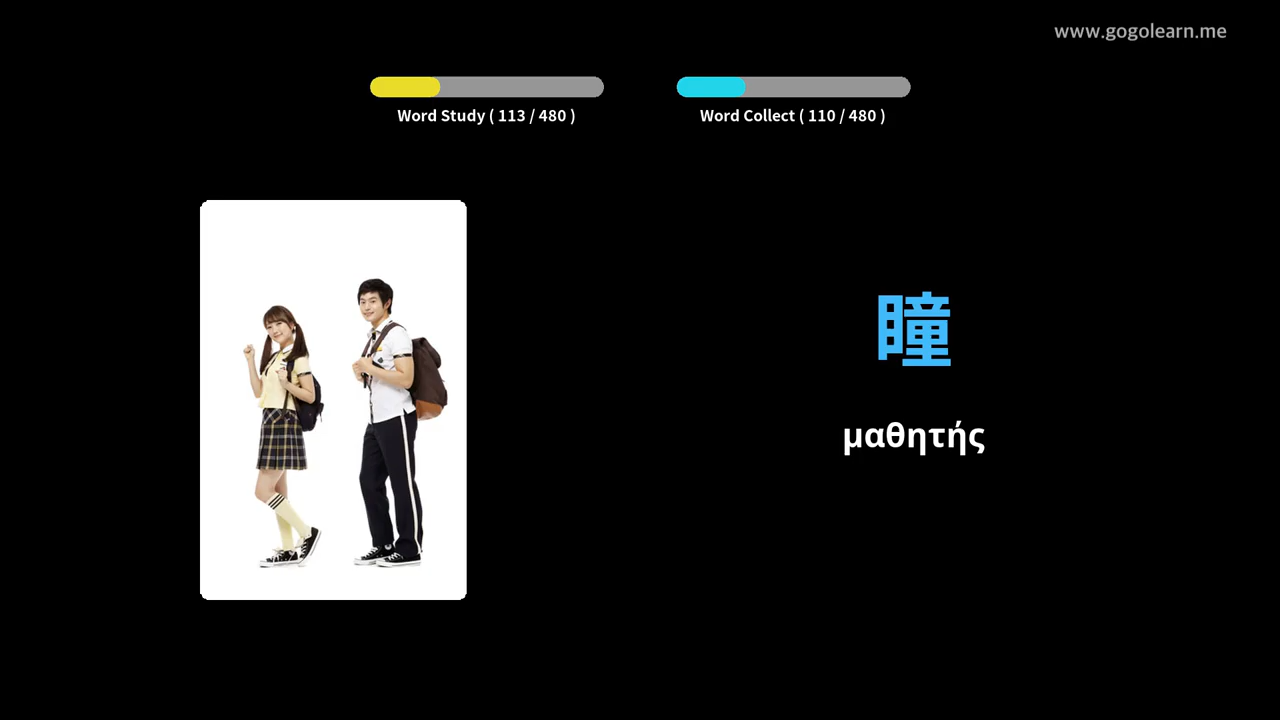 www.gogolearn.me
Word Study ( 113 / 480 )
Word Collect ( 110 / 480 )
瞳
μαθητής